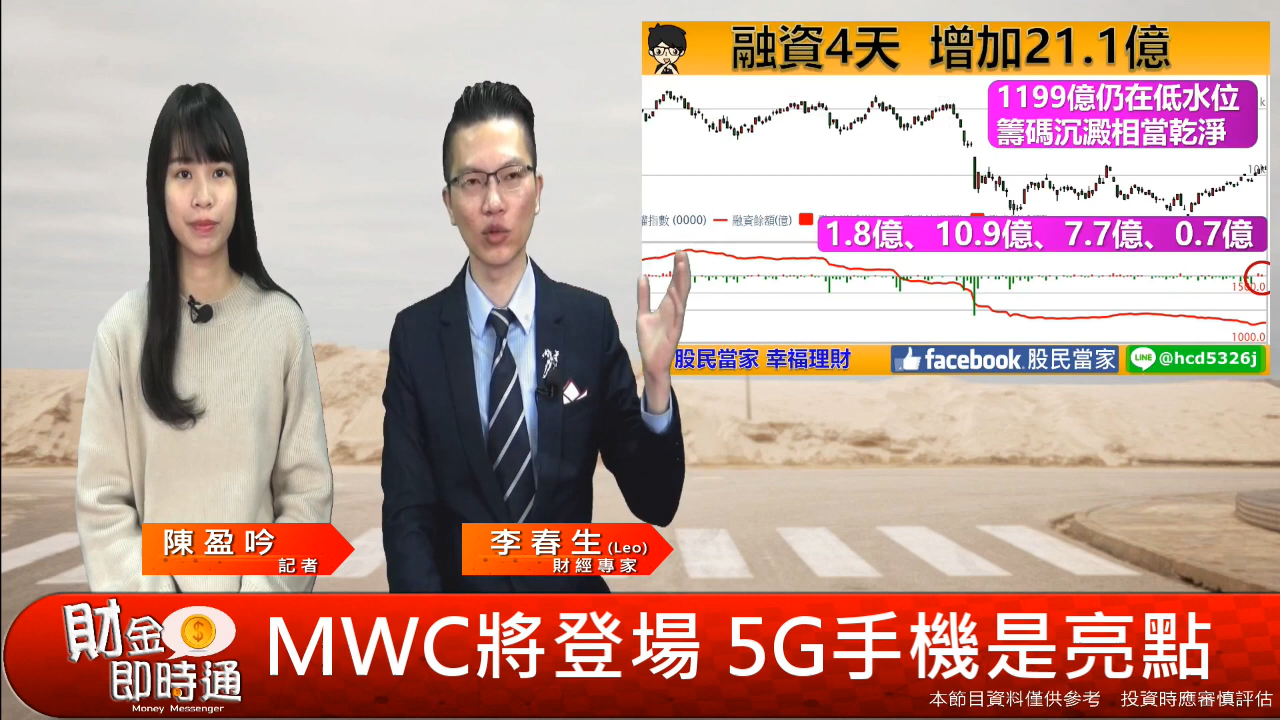 融資4天 增加21.1億
1199億仍在低水位
籌碼沉澱相當乾淨
10k
權指數 (0000) 融資餘額(億)
1.8億、10.9億、7.7億、0.7億
1500.0
1000.0
股民當家 幸福理財
facebook 股民當家
LINE @hcd5326j
陳盈吟
記者
李春生(Leo)
財經專家
財金即時通
Money Messenger
MWC將登場 5G手機是亮點
本節目資料僅供參考 投資時應審慎評估